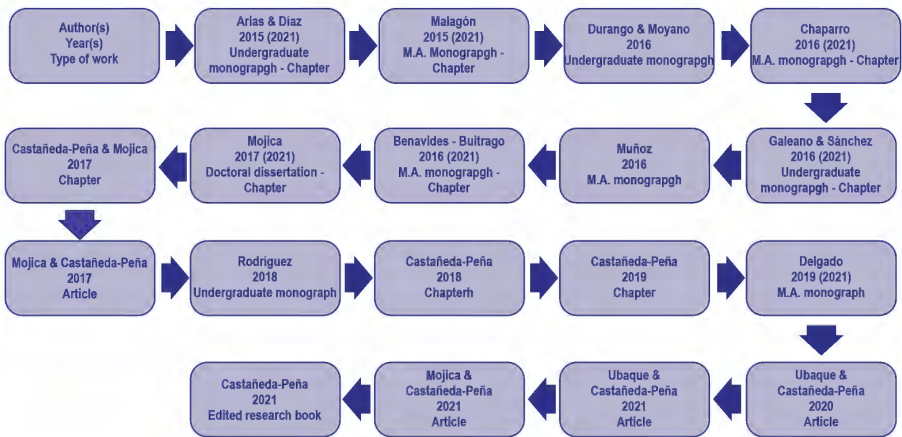 Author(s)
Year(s)
Type of work
Arias & Díaz
2015 (2021)
Undergraduate
monograpgh - Chapter
Malagón
2015 (2021)
M.A. Monograpgh -
Chapter
Durango & Moyano
2016
Undergraduate monograpgh
Chaparro
2016 (2021)
M.A. monograpgh - Chapter
Galeano & Sánchez
2016 (2021)
Undergraduate
monograpgh - Chapter
Muñoz
2016
M.A. monograpgh
Benavides - Buitrago
2016 (2021)
M.A. monograpgh -
Chapter
Mojica
2017 (2021)
Doctoral dissertation -
Chapter
Castañeda-Peña & Mojica
2017
Chapter
Mojica & Castañeda-Peña
2017
Article
Rodriguez
2018
Undergraduate monograph
Castañeda-Peña
2018
Chapterh
Castañeda-Peña
2019
Chapter
Delgado
2019 (2021)
M.A. monograph
Ubaque &
Castañeda-Peña
2020
Article
Ubaque &
Castañeda-Peña
2021
Article
Mojica &
Castañeda-Peña
2021
Article
Castañeda-Peña
2021
Edited research book